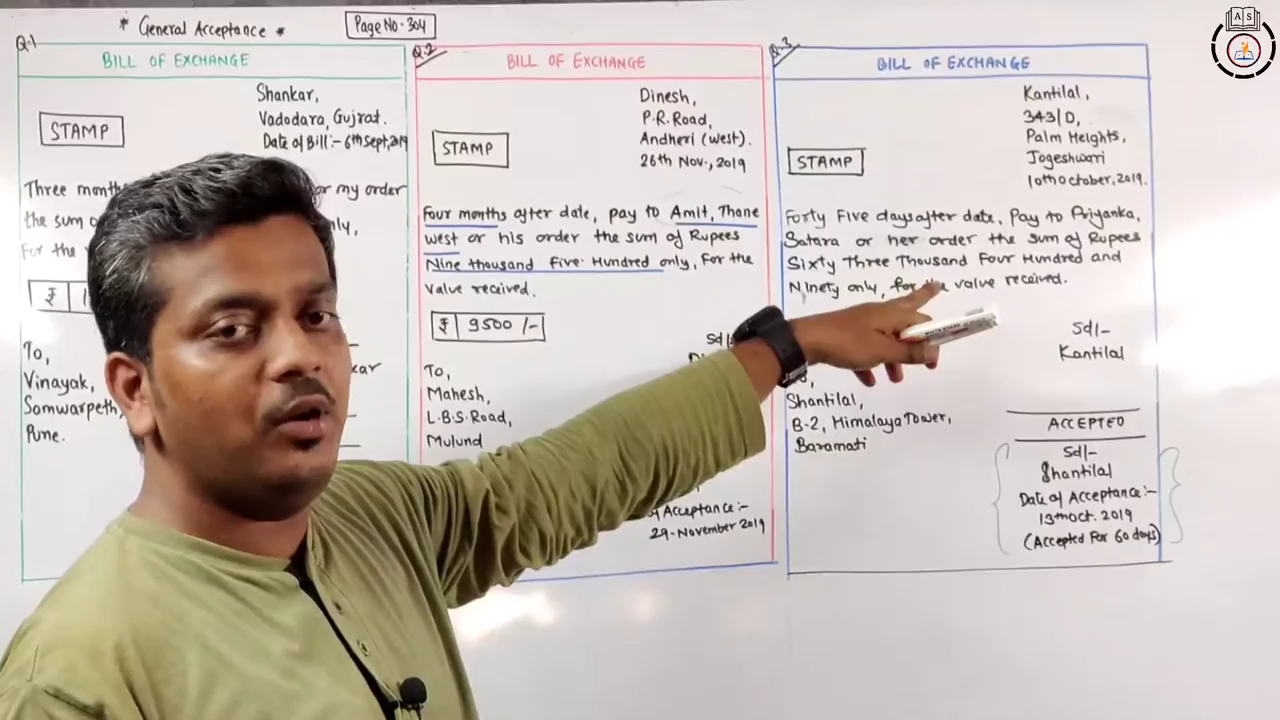 * General Acceptance *
Page No. 304
Q.1
BILL OF EXCHANGE
Shankar,
Vadodara, Gujrat.
Date of Bill:- 6th Sept, 2019
STAMP
Three months or my order
the sum only,
For the
₹
To,
Vinayak,
Somwarpeth,
Pune.
Q.2
BILL OF EXCHANGE
Dinesh,
P.R. Road,
Andheri (west).
26th Nov., 2019
STAMP
Four months after date, pay to Amit, Thane
west or his order the sum of Rupees
Nine thousand Five Hundred only, For the
value received.
₹ 9500/-
Sd/-
To,
Mahesh,
L.B.S. Road,
Mulund
Acceptance:-
29-November 2019
Q.3
BILL OF EXCHANGE
Kantilal,
343/D,
Palm Heights,
Jogeshwari
10th October, 2019.
STAMP
Forty Five days after date, Pay to Priyanka,
Satara or her order the sum of Rupees
Sixty Three Thousand Four Hundred and
Ninety only, for the value received.
Sd/-
Kantilal
Shantilal,
B-2, Himalaya Tower,
Baramati
ACCEPTED
Sd/-
Shantilal
Date of Acceptance:-
13th Oct. 2019
(Accepted For 60 days)
AS